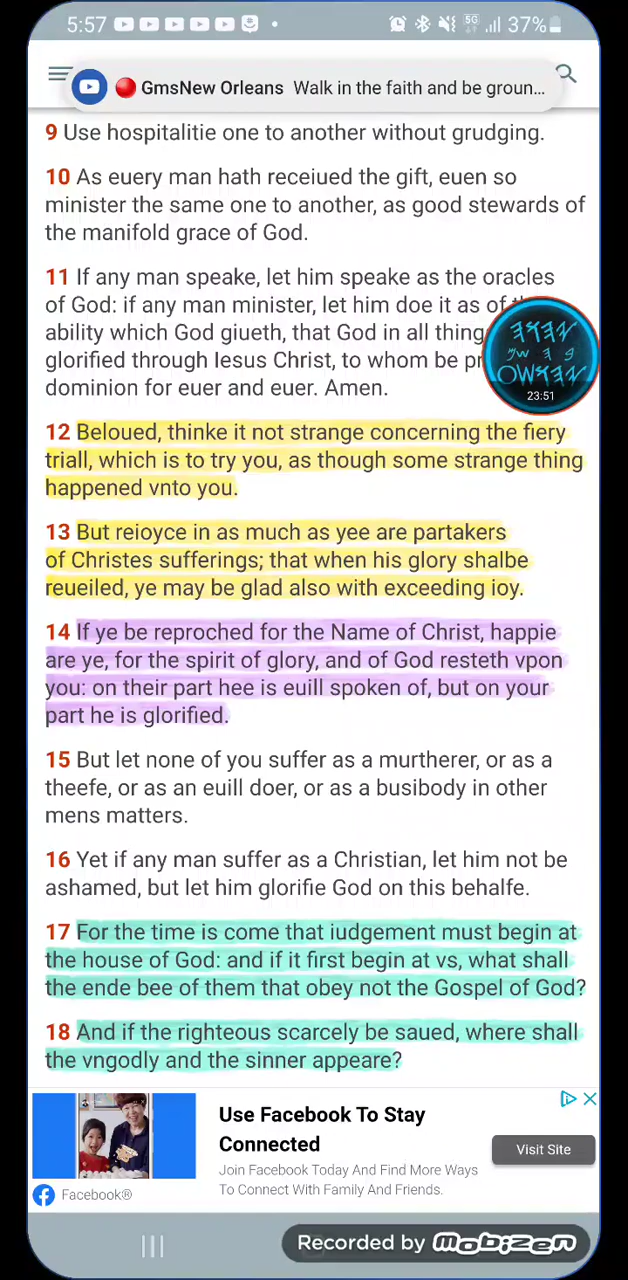 5:57
5G
37%
GmsNew Orleans Walk in the faith and be groun...
9 Use hospitalitie one to another without grudging.
10 As euery man hath receiued the gift, euen so
minister the same one to another, as good stewards of
the manifold grace of God.
11 If any man speake, let him speake as the oracles
of God: if any man minister, let him doe it as of
ability which God giueth, that God in all thing
glorified through Iesus Christ, to whom be pr
dominion for euer and euer. Amen.
23:51
12 Beloued, thinke it not strange concerning the fiery
triall, which is to try you, as though some strange thing
happened vnto you.
13 But reioyce in as much as yee are partakers
of Christes sufferings; that when his glory shalbe
reueiled, ye may be glad also with exceeding ioy.
14 If ye be reproched for the Name of Christ, happie
are ye, for the spirit of glory, and of God resteth vpon
you: on their part hee is euill spoken of, but on your
part he is glorified.
15 But let none of you suffer as a murtherer, or as a
theefe, or as an euill doer, or as a busibody in other
mens matters.
16 Yet if any man suffer as a Christian, let him not be
ashamed, but let him glorifie God on this behalfe.
17 For the time is come that iudgement must begin at
the house of God: and if it first begin at vs, what shall
the ende bee of them that obey not the Gospel of God?
18 And if the righteous scarcely be saued, where shall
the vngodly and the sinner appeare?
Use Facebook To Stay
Connected
Visit Site
Join Facebook Today And Find More Ways
To Connect With Family And Friends.
Facebook®
Recorded by Mobizen